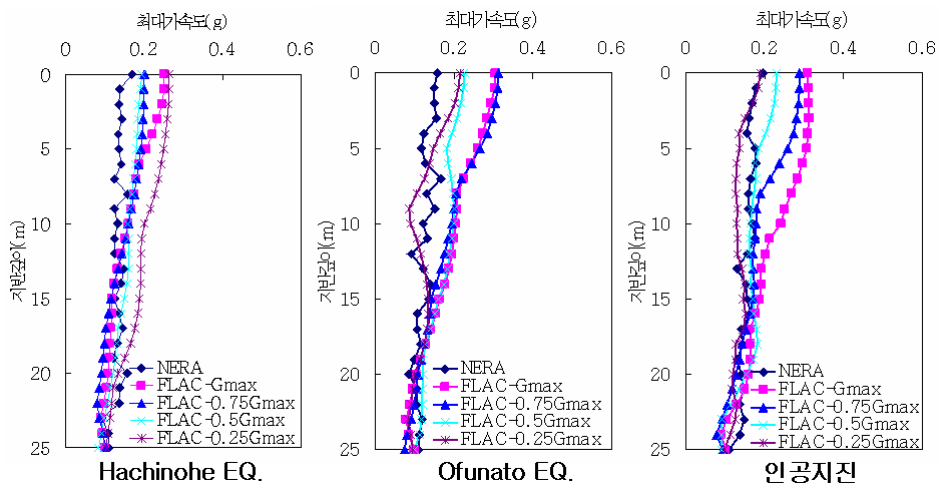 최대가속도(g) 최대가속도(g) 최대가속도(g)
0 0.2 0.4 0.6 0 0.2 0.4 0.6 0 0.2 0.4 0.6
0 0 0
5 5 5
10 10 10
지반깊이(m) 지반깊이(m) 지반깊이(m)
15 15 15
20 20 20
25 25 25
NERA
FLAC-Gmax
FLAC-0.75Gmax
FLAC-0.5Gmax
FLAC-0.25Gmax
NERA
FLAC-Gmax
FLAC-0.75Gmax
FLAC-0.5Gmax
FLAC-0.25Gmax
NERA
FLAC-Gmax
FLAC-0.75Gmax
FLAC-0.5Gmax
FLAC-0.25Gmax
Hachinohe EQ. Ofunato EQ. 인공지진